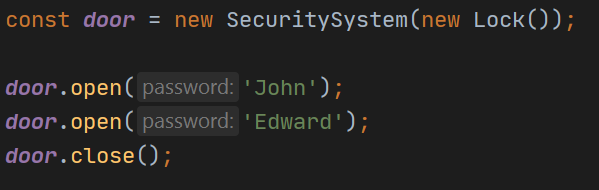 const door = new SecuritySystem(new Lock());
door.open( password: 'John');
door.open( password: 'Edward');
door.close();